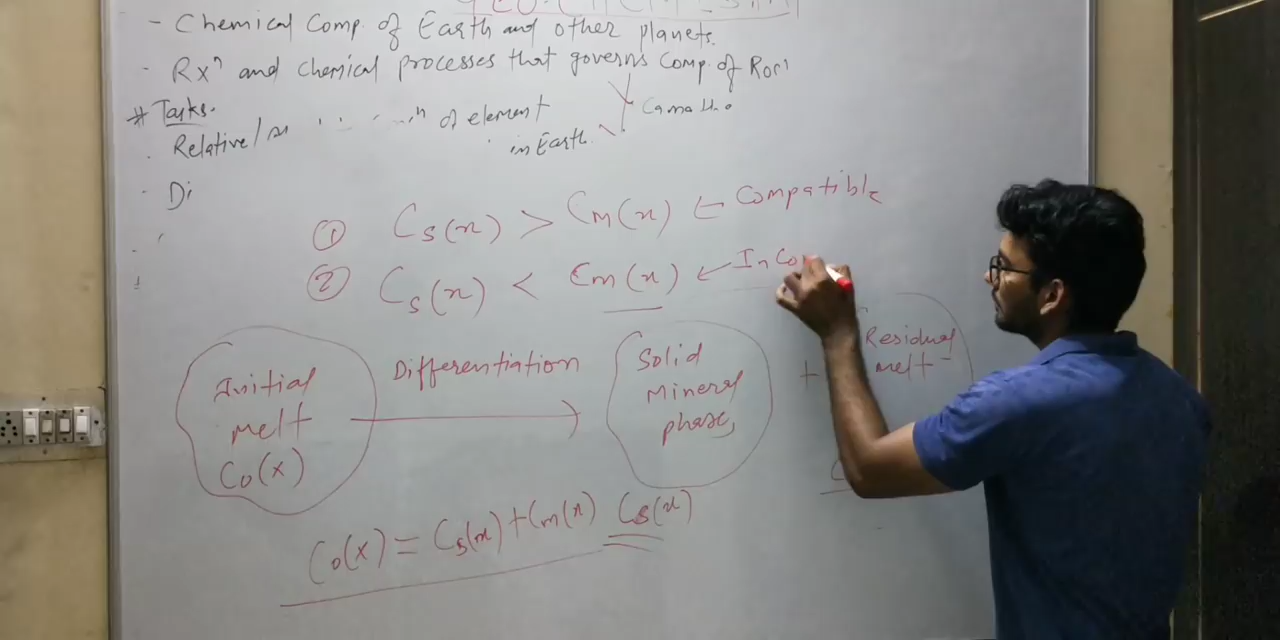 - Chemical Comp. of Earth and other planets.
- Rxⁿ and chemical processes that governs Comp. of
# Tasks.
. Relative / of element
in Earth.
. Di
① Cs(x) > Cm(x) ← Compatible
② Cs(x) < Cm(x) ← InCo
Initial
melt
Co(x)
Differentiation
Solid
mineral
phase,
+
Residual
melt
Co(x) = Cs(x) + Cm(x) Cs(x)